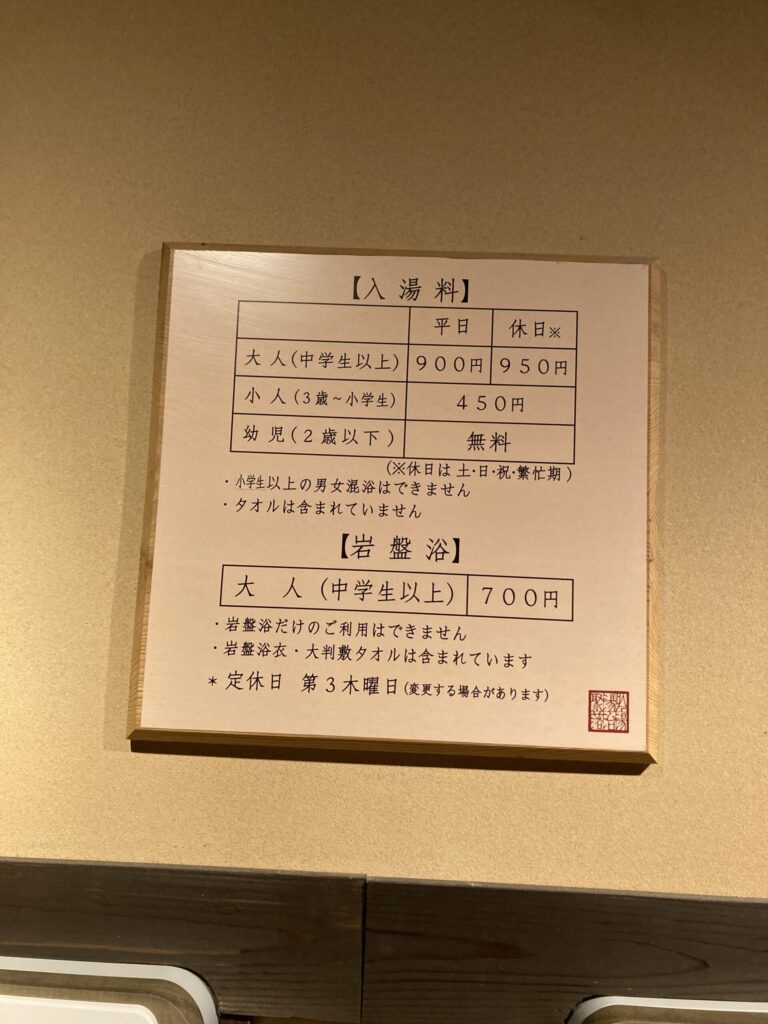 【入湯料】
平日 休日※
大人(中学生以上) 900円 950円
小人(3歳~小学生) 450円
幼児(2歳以下) 無料
(※休日は 土・日・祝・繁忙期)
・小学生以上の男女混浴はできません
・タオルは含まれていません
【岩盤浴】
大 人 (中学生以上) 700円
・岩盤浴だけのご利用はできません
・岩盤浴衣・大判敷タオルは含まれています
*定休日 第3木曜日(変更する場合があります)